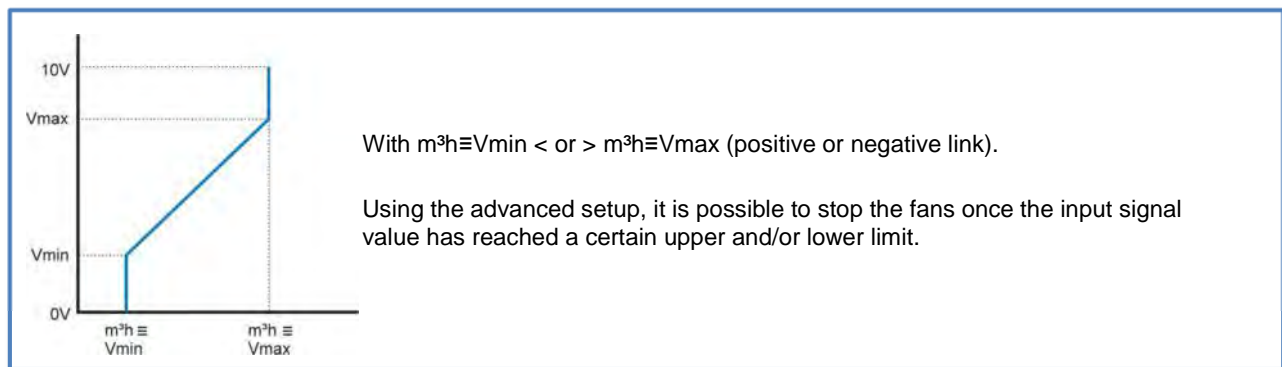 10V
Vmax
Vmin
0V
m³h ≡
Vmin
m³h ≡
Vmax
With m³h≡Vmin < or > m³h≡Vmax (positive or negative link).
Using the advanced setup, it is possible to stop the fans once the input signal
value has reached a certain upper and/or lower limit.